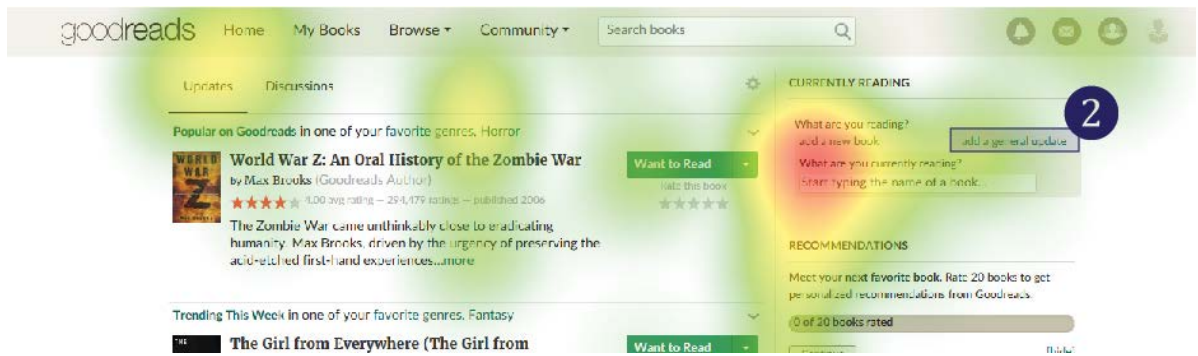 goodreads Home My Books Browse Community Search books
Updates Discussions
Popular on Goodreads in one of your favorite genres, Horror
WORLD WAR Z
World War Z: An Oral History of the Zombie War
by Max Brooks (Goodreads Author)
4.00 avg rating — 294,479 ratings — published 2006
The Zombie War came unthinkably close to eradicating
humanity. Max Brooks, driven by the urgency of preserving the
acid-etched first-hand experiences...more
Want to Read
Rate this book
Trending This Week in one of your favorite genres, Fantasy
THE
The Girl from Everywhere (The Girl from
Want to Read
CURRENTLY READING
2
What are you reading?
add a new book
add a general update
What are you currently reading?
Start typing the name of a book...
RECOMMENDATIONS
Meet your next favorite book. Rate 20 books to get
personalized recommendations from Goodreads.
0 of 20 books rated
Continue
[hide]